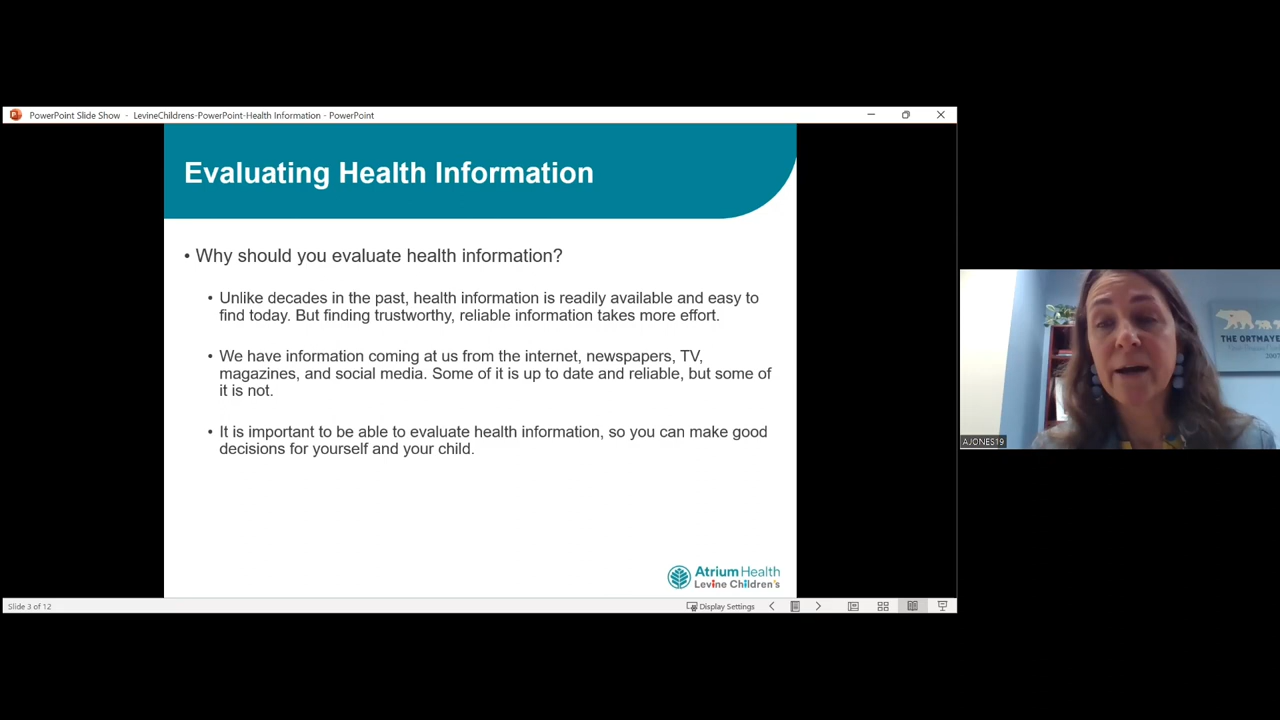 PowerPoint Slide Show - LevineChildrens-PowerPoint-Health Information - PowerPoint
Evaluating Health Information
• Why should you evaluate health information?
• Unlike decades in the past, health information is readily available and easy to
find today. But finding trustworthy, reliable information takes more effort.
• We have information coming at us from the internet, newspapers, TV,
magazines, and social media. Some of it is up to date and reliable, but some of
it is not.
• It is important to be able to evaluate health information, so you can make good
decisions for yourself and your child.
Atrium Health
Levine Children's
Slide 3 of 12
Display Settings
THE ORTMAYE
AJONES19